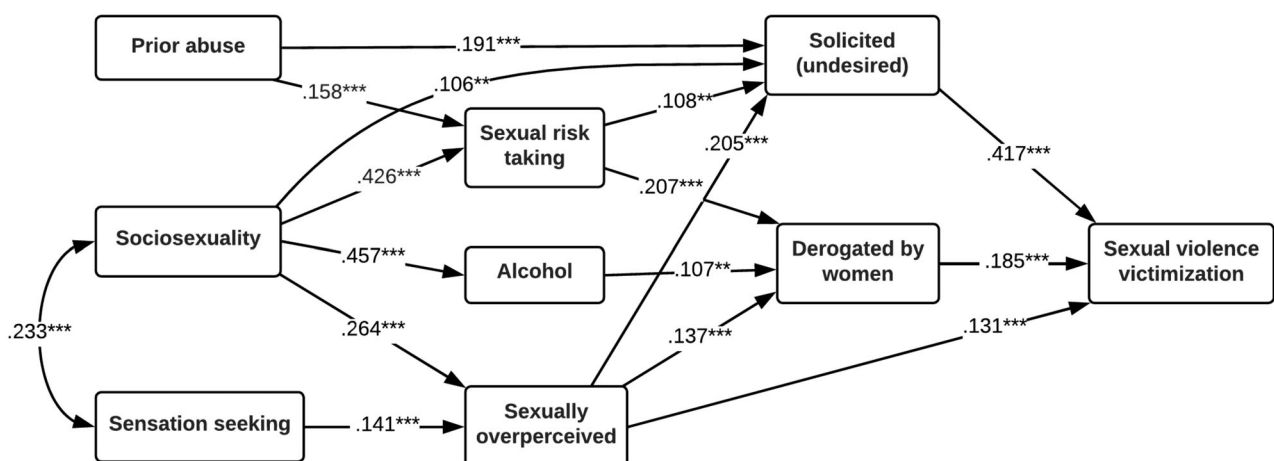 Prior abuse
.191***
Solicited
(undesired)
.158***
.106**
.108**
Sexual risk
taking
.205***
.426***
.207***
.417***
Sociosexuality
.457***
Alcohol
.107**
Derogated by
women
.185***
Sexual violence
victimization
.233***
.264***
.137***
.131***
Sensation seeking
.141***
Sexually
overperceived